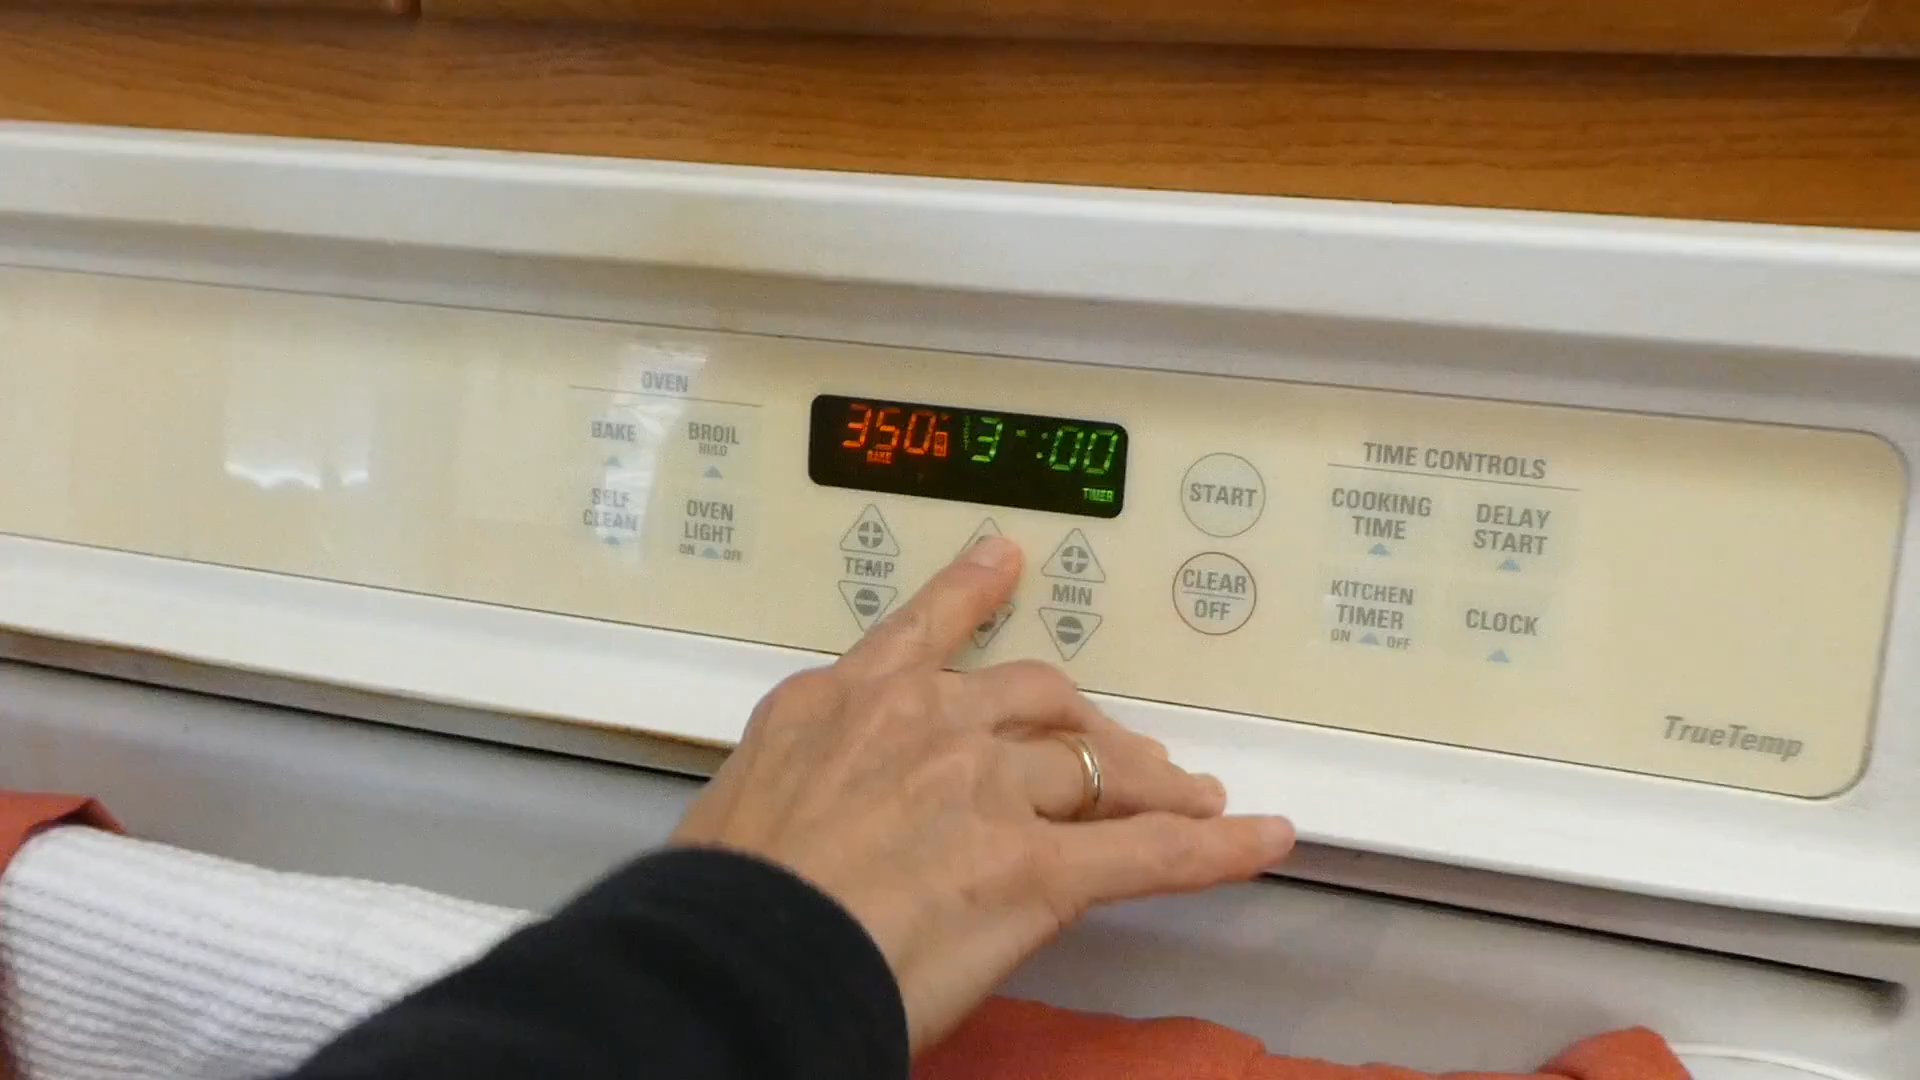 OVEN
BAKE
BROIL
HI/LO
SELF
CLEAN
OVEN
LIGHT
ON OFF
350°
BAKE
3 :00
TIMER
TEMP
MIN
START
CLEAR
OFF
TIME CONTROLS
COOKING
TIME
DELAY
START
KITCHEN
TIMER
ON OFF
CLOCK
TrueTemp